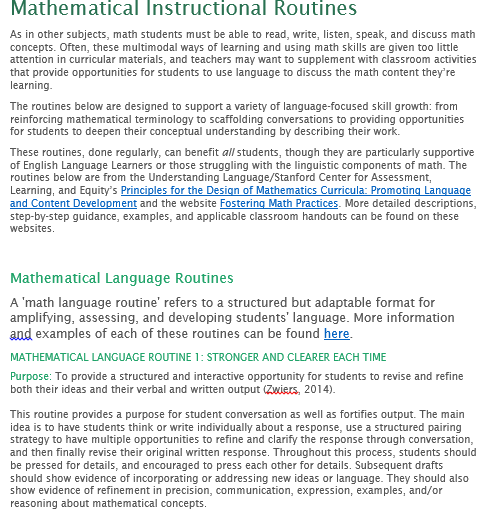 Mathematical Instructional Routines
As in other subjects, math students must be able to read, write, listen, speak, and discuss math
concepts. Often, these multimodal ways of learning and using math skills are given too little
attention in curricular materials, and teachers may want to supplement with classroom activities
that provide opportunities for students to use language to discuss the math content they're
learning.
The routines below are designed to support a variety of language-focused skill growth: from
reinforcing mathematical terminology to scaffolding conversations to providing opportunities
for students to deepen their conceptual understanding by describing their work.
These routines, done regularly, can benefit all students, though they are particularly supportive
of English Language Learners or those struggling with the linguistic components of math. The
routines below are from the Understanding Language/Stanford Center for Assessment,
Learning, and Equity's Principles for the Design of Mathematics Curricula: Promoting Language
and Content Development and the website Fostering Math Practices. More detailed descriptions,
step-by-step guidance, examples, and applicable classroom handouts can be found on these
websites.
Mathematical Language Routines
A 'math language routine' refers to a structured but adaptable format for
amplifying, assessing, and developing students' language. More information
and examples of each of these routines can be found here.
MATHEMATICAL LANGUAGE ROUTINE 1: STRONGER AND CLEARER EACH TIME
Purpose: To provide a structured and interactive opportunity for students to revise and refine
both their ideas and their verbal and written output (Zwiers, 2014).
This routine provides a purpose for student conversation as well as fortifies output. The main
idea is to have students think or write individually about a response, use a structured pairing
strategy to have multiple opportunities to refine and clarify the response through conversation,
and then finally revise their original written response. Throughout this process, students should
be pressed for details, and encouraged to press each other for details. Subsequent drafts
should show evidence of incorporating or addressing new ideas or language. They should also
show evidence of refinement in precision, communication, expression, examples, and/or
reasoning about mathematical concepts.